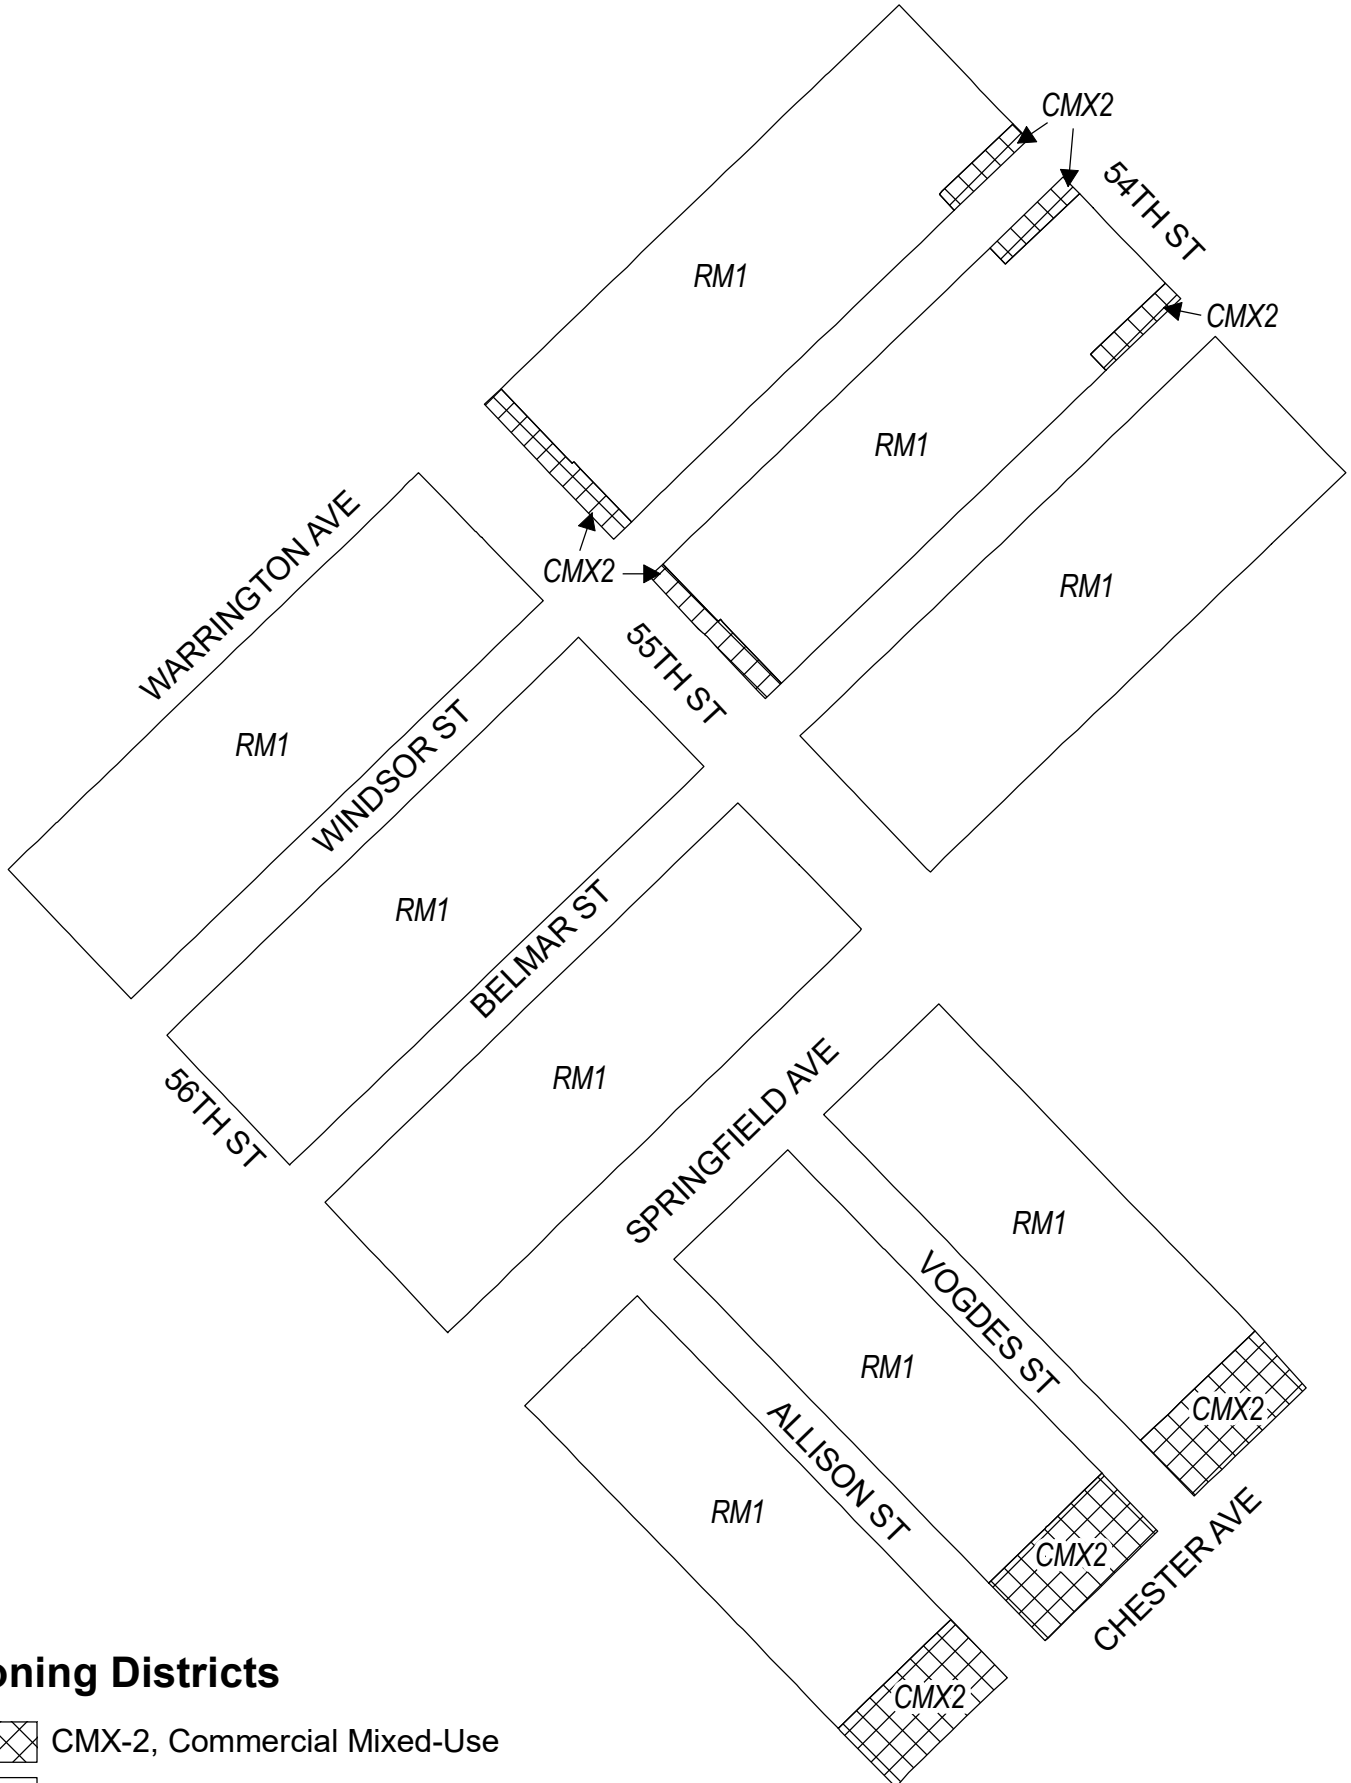 CMX2
54TH ST
RM1
CMX2
RM1
WARRINGTON AVE
CMX2
RM1
55TH ST
RM1
WINDSOR ST
RM1
BELMAR ST
RM1
56TH ST
SPRINGFIELD AVE
RM1
VOGDES ST
RM1
CMX2
ALLISON ST
RM1
CMX2
CHESTER AVE
CMX2
oning Districts
CMX-2, Commercial Mixed-Use